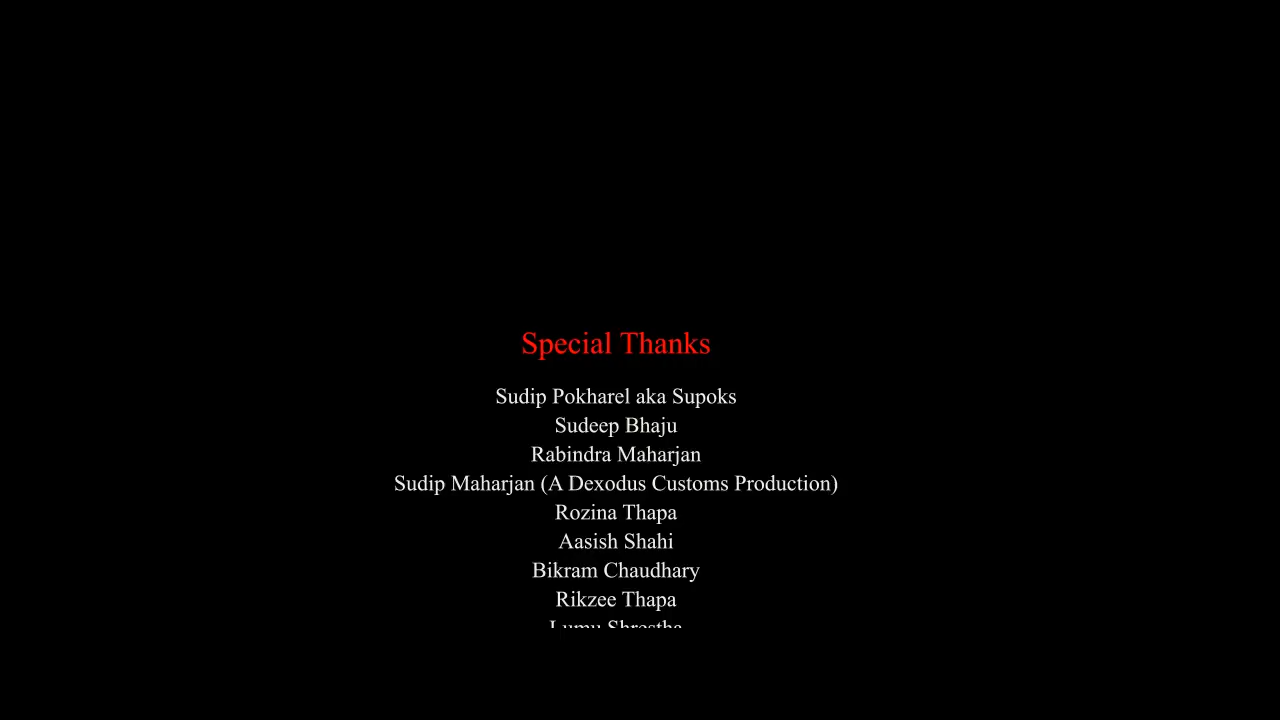 Special Thanks
Sudip Pokharel aka Supoks
Sudeep Bhaju
Rabindra Maharjan
Sudip Maharjan (A Dexodus Customs Production)
Rozina Thapa
Aasish Shahi
Bikram Chaudhary
Rikzee Thapa
Shrestha